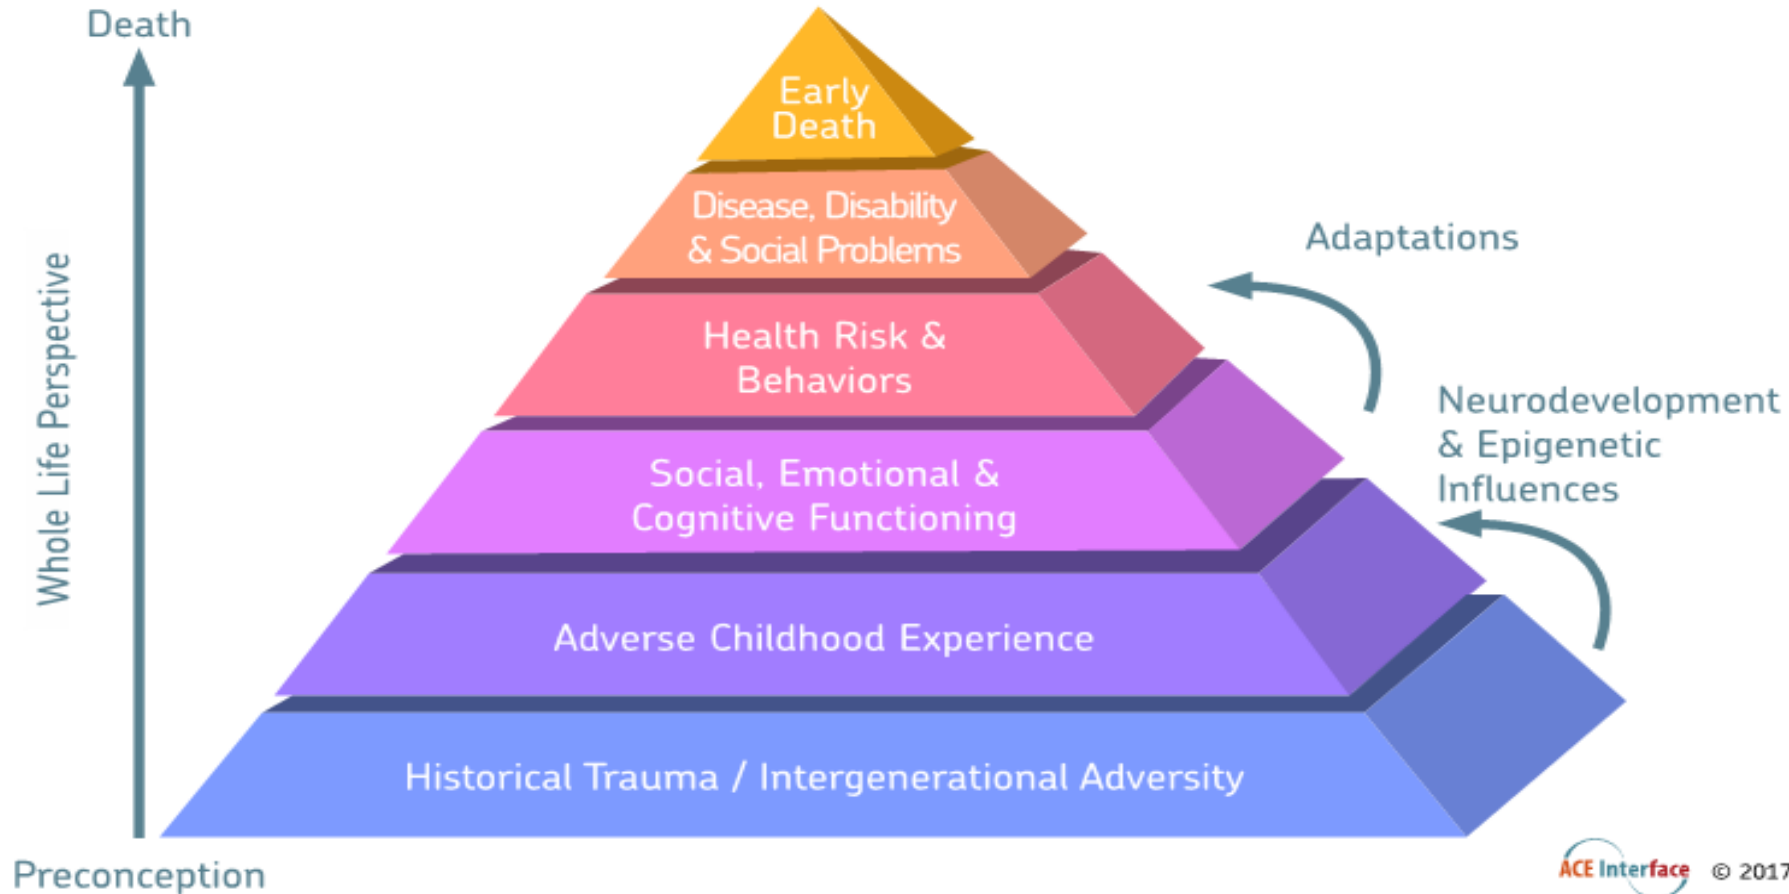 Death
Early
Death
Disease, Disability
& Social Problems
Adaptations
Health Risk &
Behaviors
Whole Life Perspective
Neurodevelopment
& Epigenetic
Influences
Social, Emotional &
Cognitive Functioning
Adverse Childhood Experience
Historical Trauma / Intergenerational Adversity
Preconception
ACE Interface © 2017